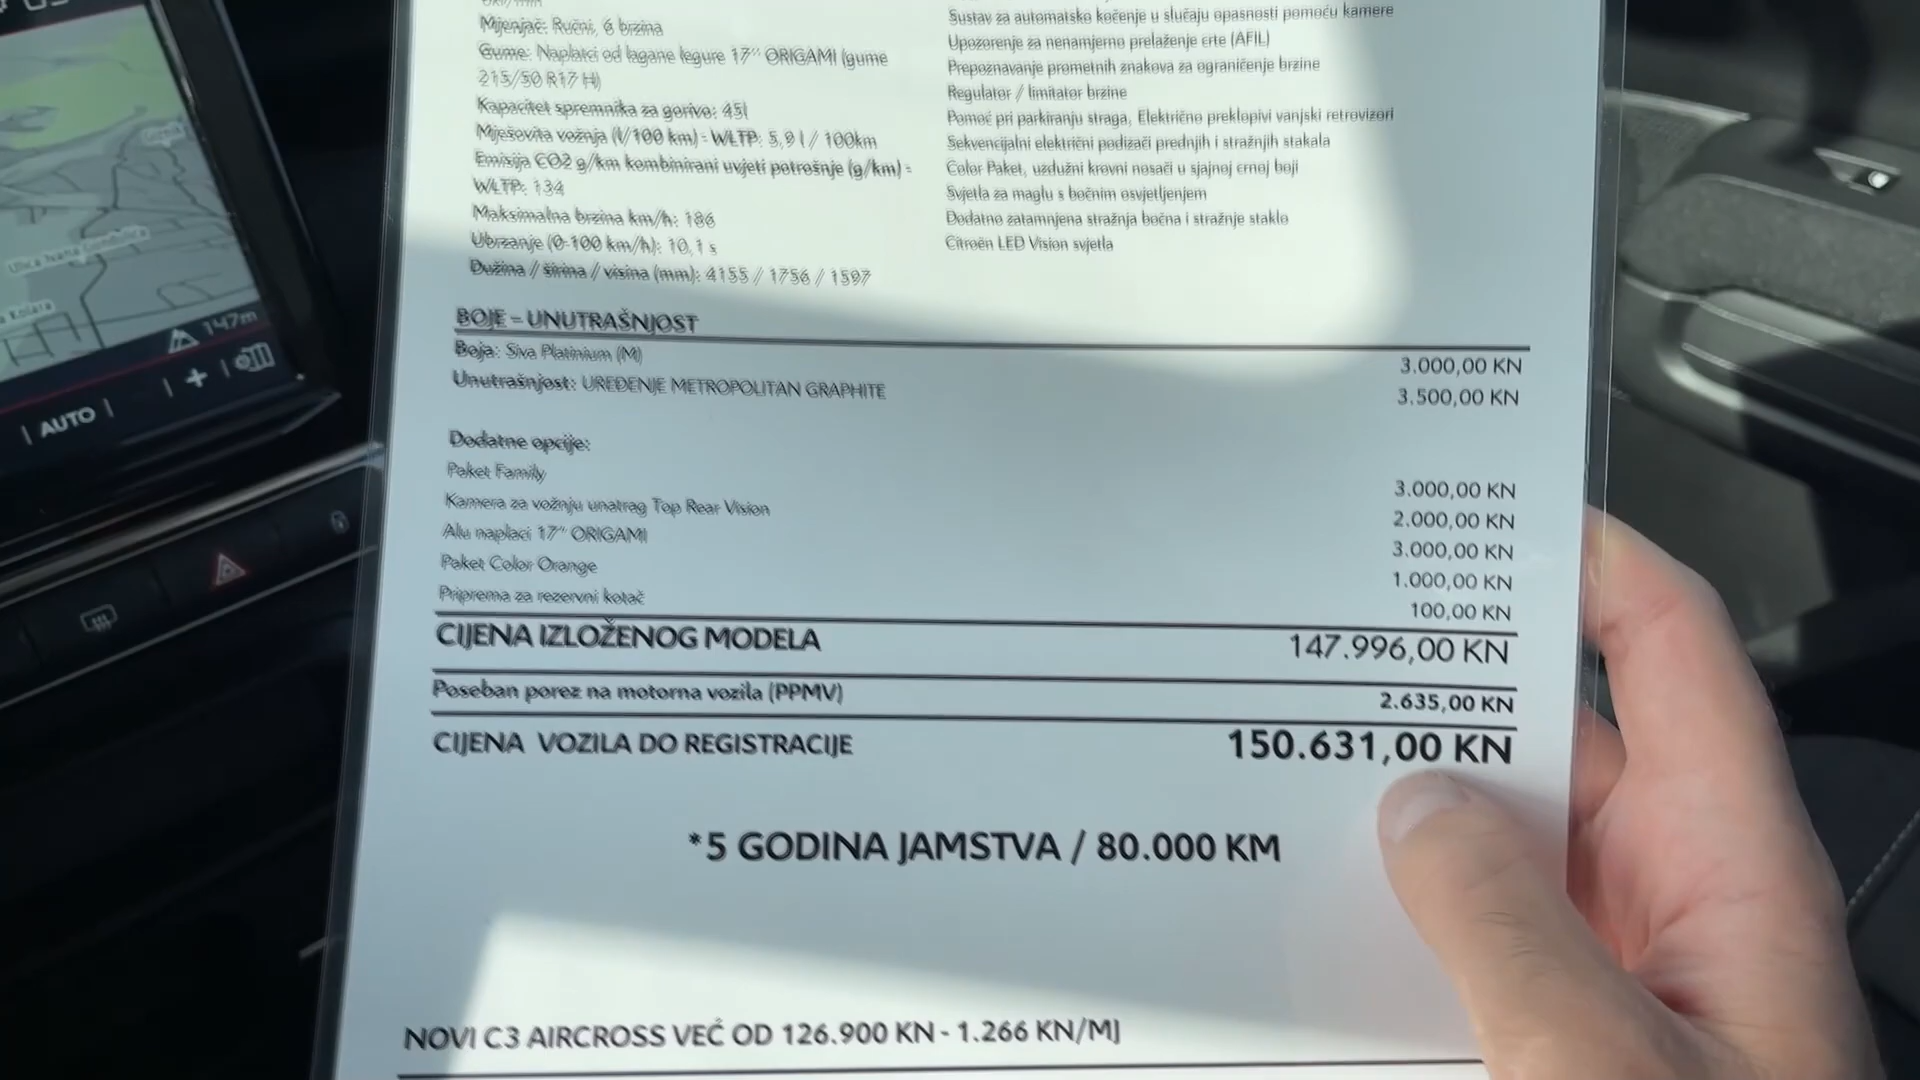 Mjenjač: Ručni, 6 brzina
Gume: Naplatci od lagane legure 17" ORIGAMI (gume
215/50 R17 H)
Kapacitet spremnika za gorivo: 45l
Mješovita vožnja (l/100 km) - WLTP: 5,9 l / 100km
Emisija CO2 g/km kombinirani uvjeti potrošnje (g/km) -
WLTP: 134
Maksimalna brzina km/h: 186
Ubrzanje (0-100 km/h): 10,1 s
Dužina / širina / visina (mm): 4155 / 1756 / 1597
Sustav za automatsko kočenje u slučaju opasnosti pomoću kamere
Upozorenje za nenamjerno prelaženje crte (AFIL)
Prepoznavanje prometnih znakova za ograničenje brzine
Regulator / limitator brzine
Pomoć pri parkiranju straga, Električno preklopivi vanjski retrovizori
Sekvencijalni električni podizači prednjih i stražnjih stakala
Color Paket, uzdužni krovni nosači u sjajnoj crnoj boji
Svjetla za maglu s bočnim osvjetljenjem
Dodatno zatamnjena stražnja bočna i stražnje staklo
Citroën LED Vision svjetla
BOJE – UNUTRAŠNJOST
Boja: Siva Platinium (M) 3.000,00 KN
Unutrašnjost: UREĐENJE METROPOLITAN GRAPHITE 3.500,00 KN
Dodatne opcije:
Paket Family 3.000,00 KN
Kamera za vožnju unatrag Top Rear Vision 2.000,00 KN
Alu naplaci 17" ORIGAMI 3.000,00 KN
Paket Color Orange 1.000,00 KN
Priprema za rezervni kotač 100,00 KN
CIJENA IZLOŽENOG MODELA 147.996,00 KN
Poseban porez na motorna vozila (PPMV) 2.635,00 KN
CIJENA VOZILA DO REGISTRACIJE 150.631,00 KN
*5 GODINA JAMSTVA / 80.000 KM
NOVI C3 AIRCROSS VEĆ OD 126.900 KN - 1.266 KN/MJ
147m
AUTO